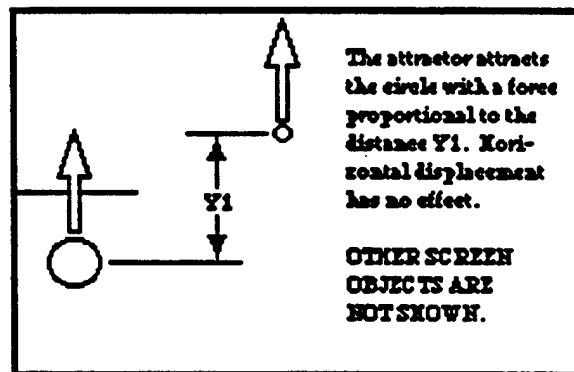 The attractor attracts
the circle with a force
proportional to the
distance Y1. Hori-
zontal displacement
has no effect.
OTHER SCREEN
OBJECTS ARE
NOT SHOWN.
Y1